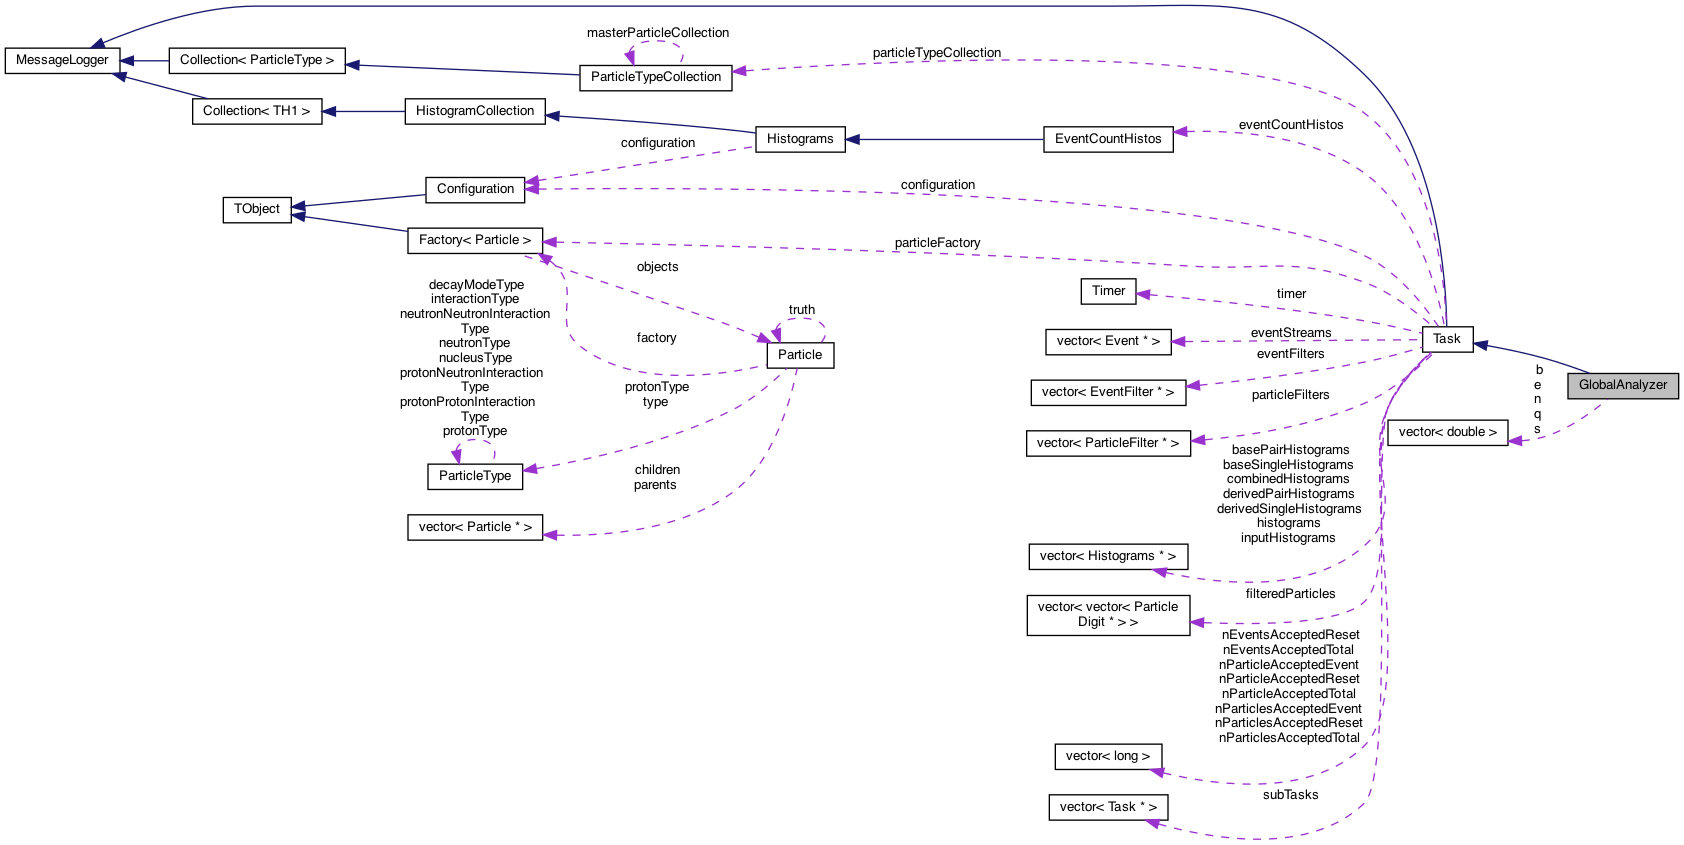 masterParticleCollection
particleTypeCollection
MessageLogger
Collection< ParticleType >
ParticleTypeCollection
Collection< TH1 >
HistogramCollection
eventCountHistos
Histograms
EventCountHistos
configuration
Configuration
configuration
TObject
Factory< Particle >
particleFactory
objects
decayModeType
interactionType
neutronNeutronInteraction
Type
neutronType
nucleusType
protonNeutronInteraction
Type
protonProtonInteraction
Type
protonType
ParticleType
truth
factory
Particle
protonType
type
children
parents
vector< Particle * >
Timer
timer
vector< Event * >
eventStreams
eventFilters
vector< EventFilter * >
particleFilters
vector< ParticleFilter * >
Task
GlobalAnalyzer
b
e
n
q
s
vector< double >
basePairHistograms
baseSingleHistograms
combinedHistograms
derivedPairHistograms
derivedSingleHistograms
histograms
inputHistograms
vector< Histograms * >
filteredParticles
vector< vector< Particle
Digit * > >
nEventsAcceptedReset
nEventsAcceptedTotal
nParticleAcceptedEvent
nParticleAcceptedReset
nParticleAcceptedTotal
nParticlesAcceptedEvent
nParticlesAcceptedReset
nParticlesAcceptedTotal
vector< long >
subTasks
vector< Task * >